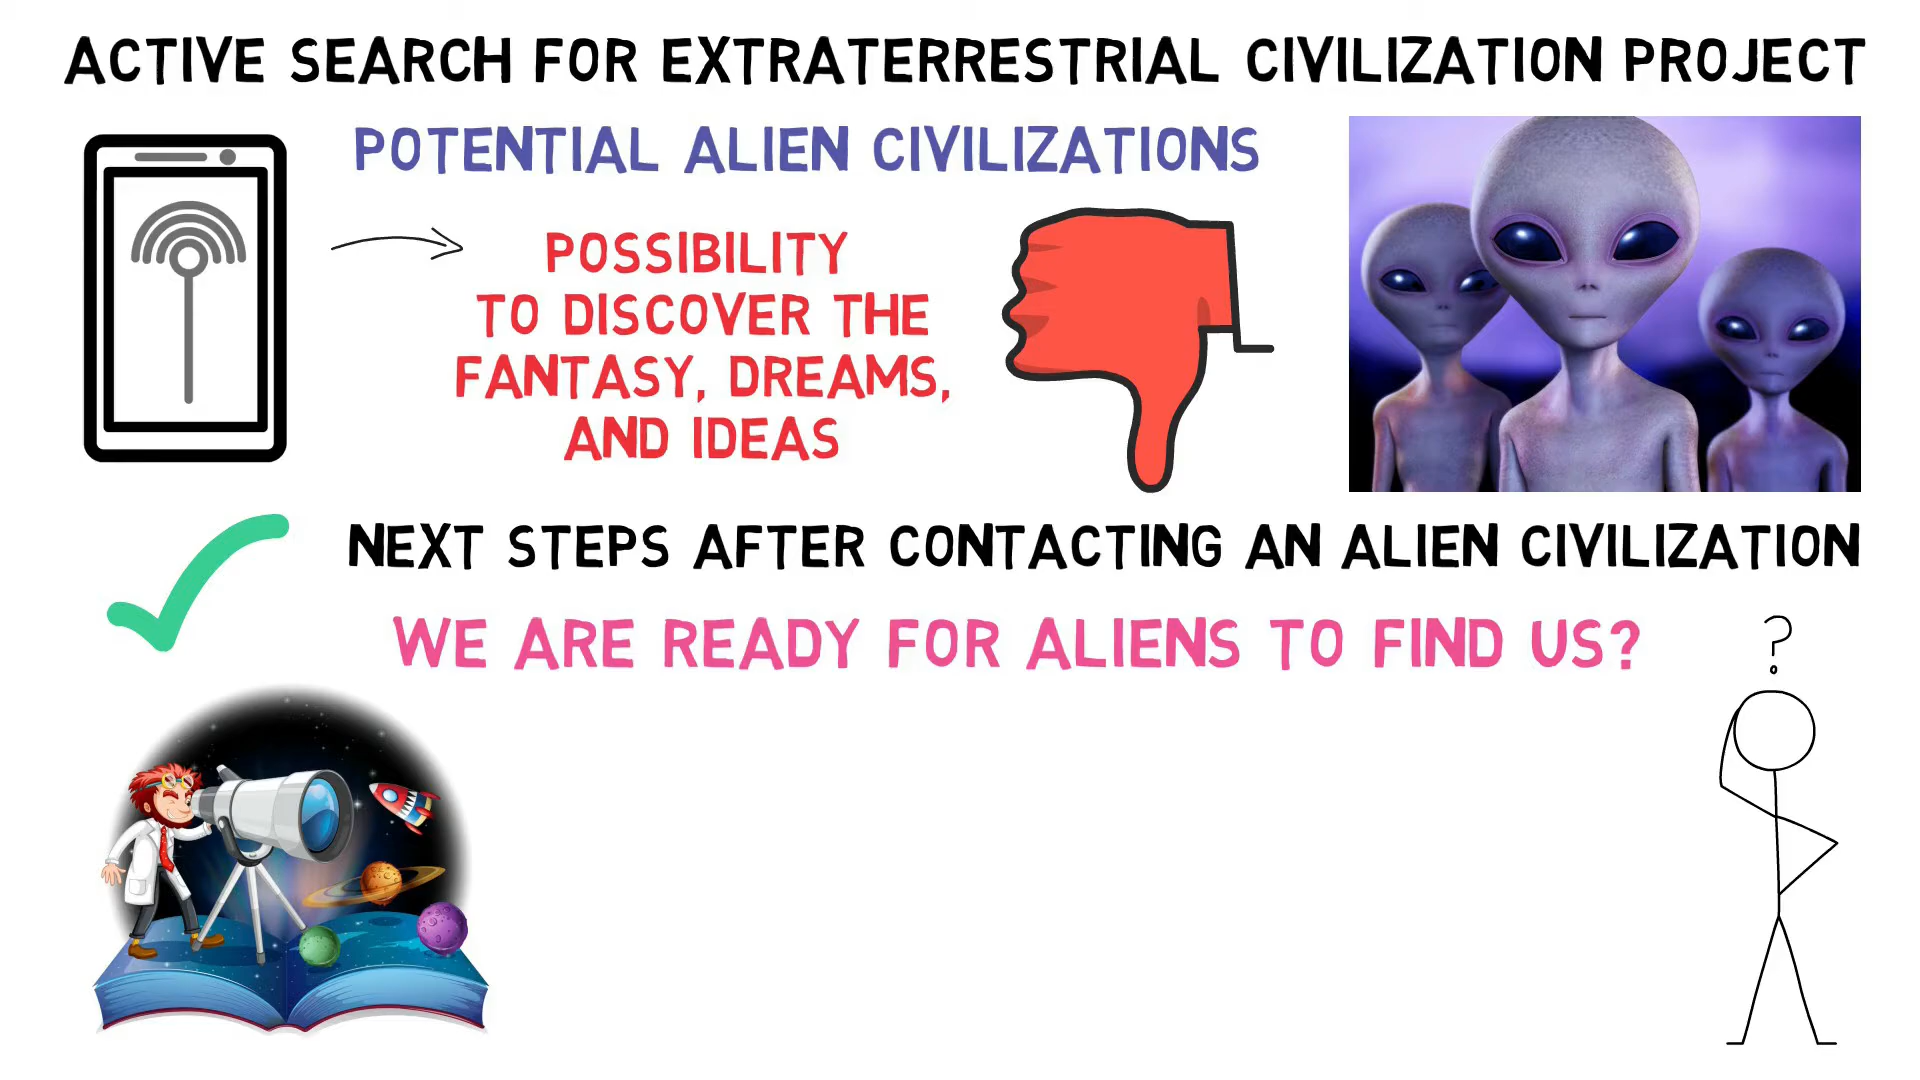 ACTIVE SEARCH FOR EXTRATERRESTRIAL CIVILIZATION PROJECT
POTENTIAL ALIEN CIVILIZATIONS
POSSIBILITY
TO DISCOVER THE
FANTASY, DREAMS,
AND IDEAS
NEXT STEPS AFTER CONTACTING AN ALIEN CIVILIZATION
WE ARE READY FOR ALIENS TO FIND US?
?